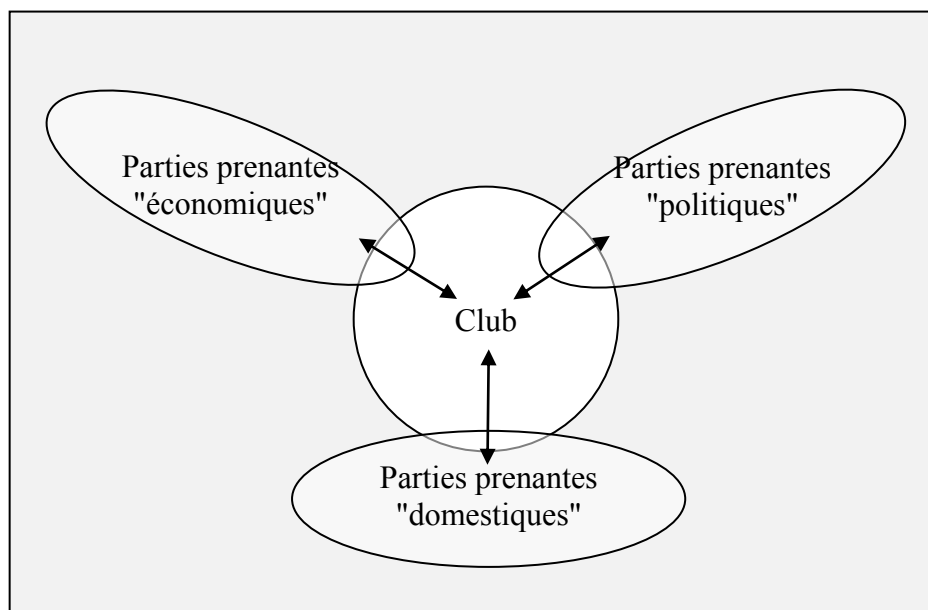 Parties prenantes
"économiques"
Parties prenantes
"politiques"
Club
Parties prenantes
"domestiques"